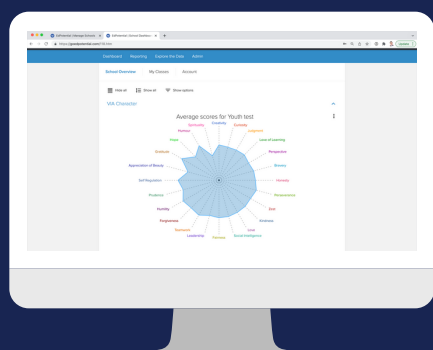 Dashboard Reporting Explore the Data Admin
School Overview My Classes Account
Hide all Show all Show options
VIA Character
Average scores for Youth test
Creativity
Spirituality
Curiosity
Humour
Judgment
Hope
Love of Learning
Gratitude
Perspective
Appreciation of Beauty
Bravery
Self Regulation
Honesty
Prudence
Perseverance
Humility
Zest
Forgiveness
Kindness
Teamwork
Love
Leadership
Social Intelligence
Fairness